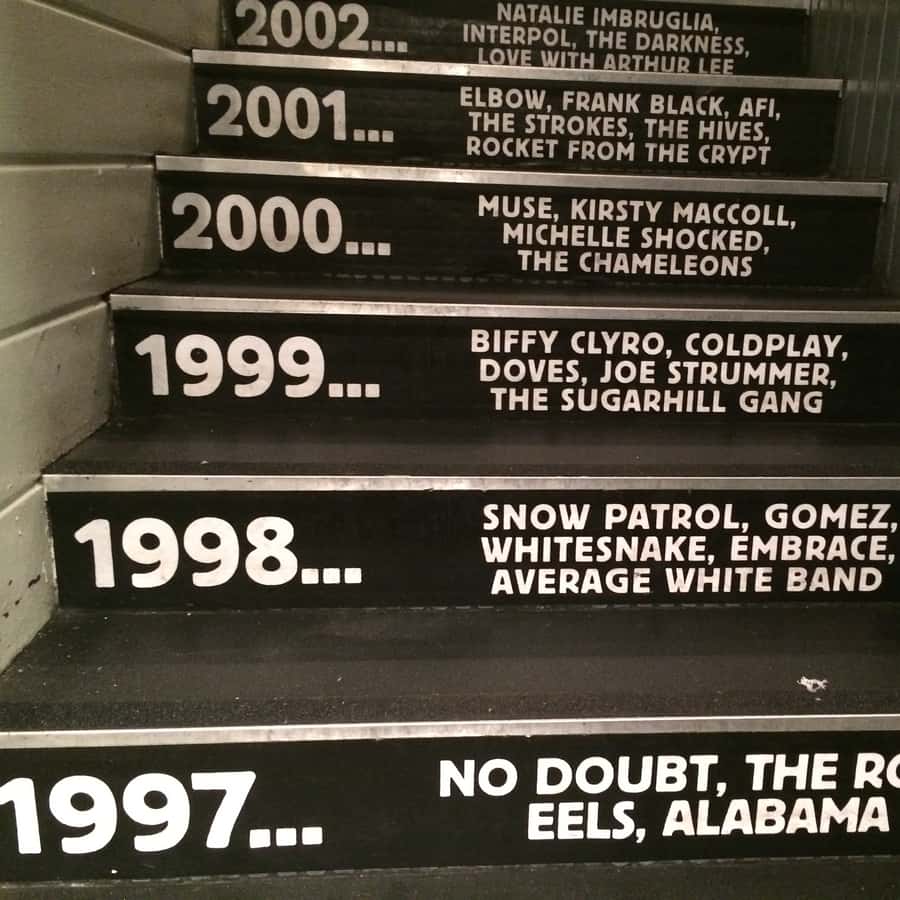 2002...
NATALIE IMBRUGLIA,
INTERPOL, THE DARKNESS,
LOVE WITH ARTHUR LEE
2001...
ELBOW, FRANK BLACK, AFI,
THE STROKES, THE HIVES,
ROCKET FROM THE CRYPT
2000...
MUSE, KIRSTY MACCOLL,
MICHELLE SHOCKED,
THE CHAMELEONS
1999...
BIFFY CLYRO, COLDPLAY,
DOVES, JOE STRUMMER,
THE SUGARHILL GANG
1998...
SNOW PATROL, GOMEZ,
WHITESNAKE, EMBRACE,
AVERAGE WHITE BAND
1997...
NO DOUBT, THE
EELS, ALABAMA